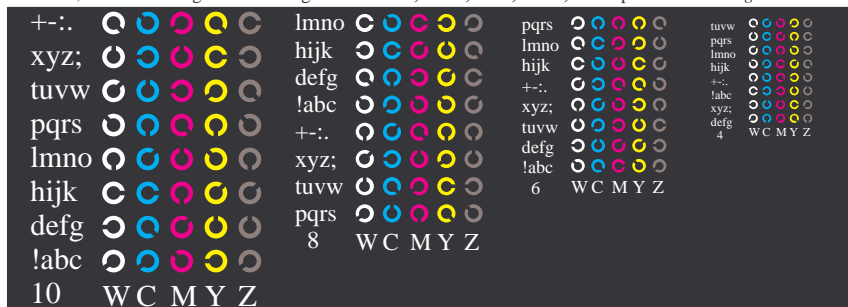 +-:.
xyz;
tuvw
pqrs
lmno
hijk
defg
!abc
10 W C M Y Z
lmno
hijk
defg
!abc
+-:.
xyz;
tuvw
pqrs
8 W C M Y Z
pqrs
lmno
hijk
+-:.
xyz;
tuvw
defg
!abc
6 W C M Y Z
tuvw
pqrs
lmno
hijk
+-:.
!abc
xyz;
defg
4 W C M Y Z